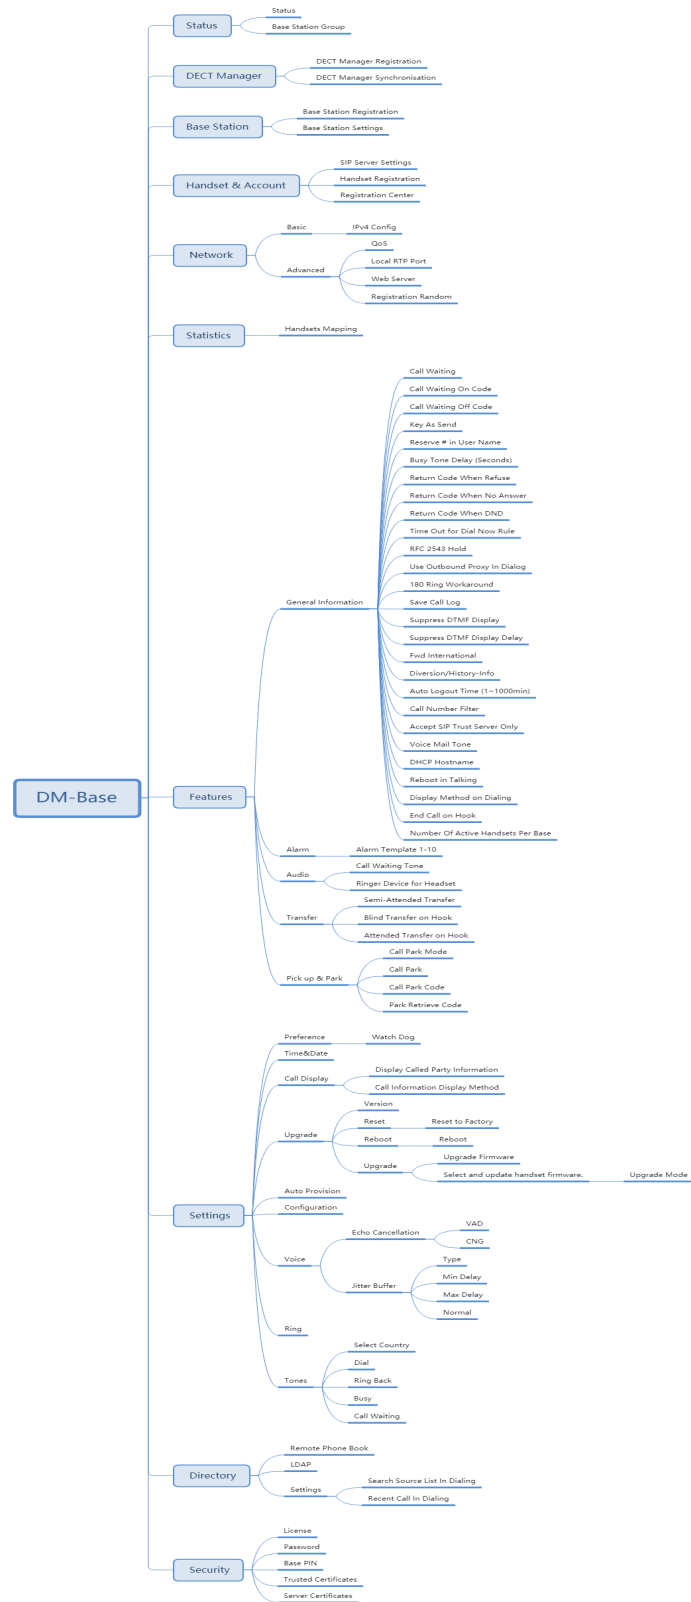 DM-Base
Status
Status
Base Station Group
DECT Manager
DECT Manager Registration
DECT Manager Synchronisation
Base Station
Base Station Registration
Base Station Settings
Handset & Account
SIP Server Settings
Handset Registration
Registration Center
Network
Basic
IPv4 Config
Advanced
QoS
Local RTP Port
Web Server
Registration Random
Statistics
Handsets Mapping
Features
General Information
Call Waiting
Call Waiting On Code
Call Waiting Off Code
Key As Send
Reserve # in User Name
Busy Tone Delay (Seconds)
Return Code When Refuse
Return Code When No Answer
Return Code When DND
Time Out for Dial Now Rule
RFC 2543 Hold
Use Outbound Proxy In Dialog
180 Ring Workaround
Save Call Log
Suppress DTMF Display
Suppress DTMF Display Delay
Fwd International
Diversion/History-Info
Auto Logout Time (1~1000min)
Call Number Filter
Accept SIP Trust Server Only
Voice Mail Tone
DHCP Hostname
Reboot in Talking
Display Method on Dialing
End Call on Hook
Number Of Active Handsets Per Base
Alarm
Alarm Template 1-10
Audio
Call Waiting Tone
Ringer Device for Headset
Transfer
Semi-Attended Transfer
Blind Transfer on Hook
Attended Transfer on Hook
Pick up & Park
Call Park Mode
Call Park
Call Park Code
Park Retrieve Code
Settings
Preference
Watch Dog
Time&Date
Call Display
Display Called Party Information
Call Information Display Method
Upgrade
Version
Reset
Reset to Factory
Reboot
Reboot
Upgrade
Upgrade Firmware
Select and update handset firmware.
Upgrade Mode
Auto Provision
Configuration
Voice
Echo Cancellation
VAD
CNG
Jitter Buffer
Type
Min Delay
Max Delay
Normal
Ring
Tones
Select Country
Dial
Ring Back
Busy
Call Waiting
Directory
Remote Phone Book
LDAP
Settings
Search Source List In Dialing
Recent Call In Dialing
Security
License
Password
Base PIN
Trusted Certificates
Server Certificates